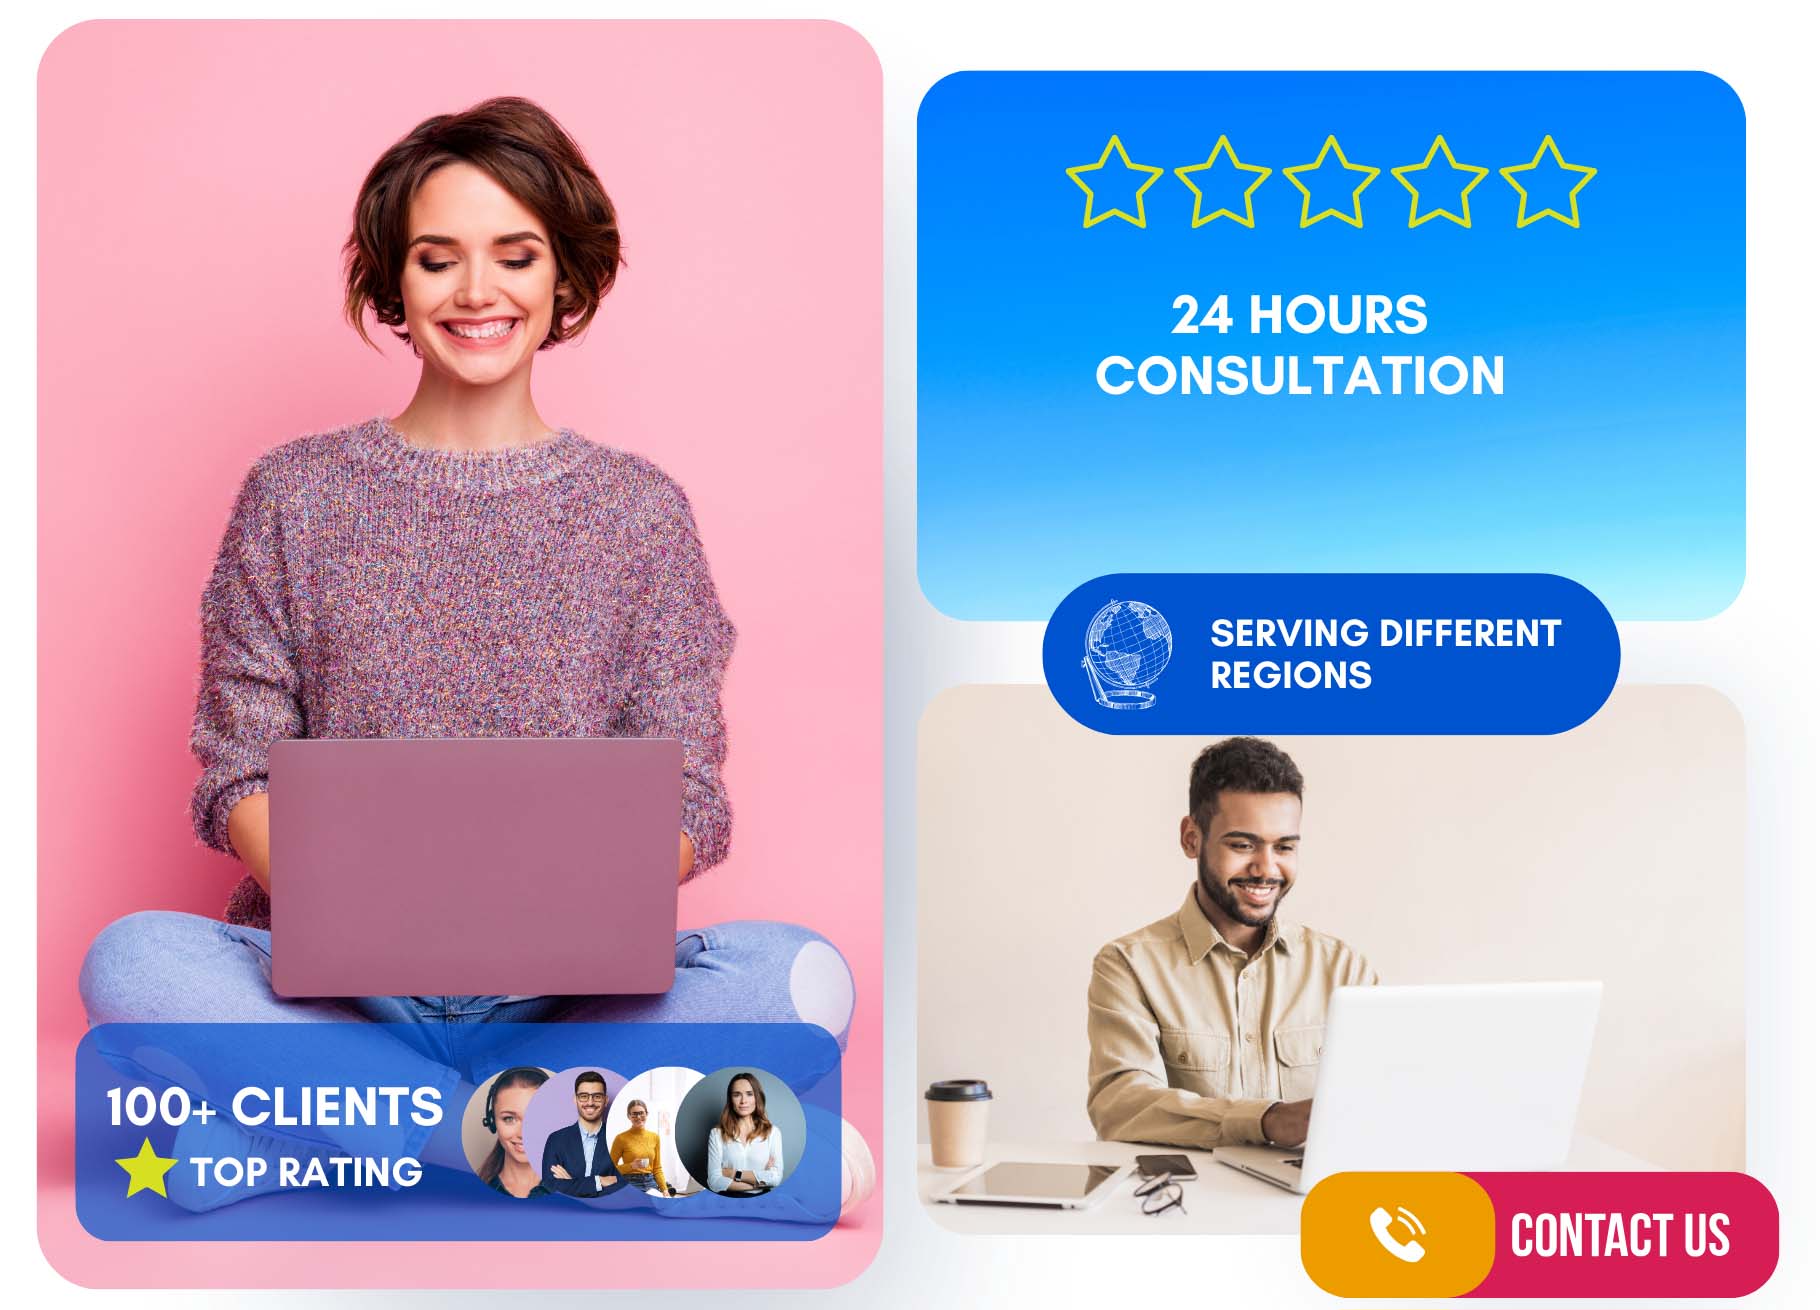 24 HOURS
CONSULTATION
SERVING DIFFERENT
REGIONS
100+ CLIENTS
TOP RATING
CONTACT US